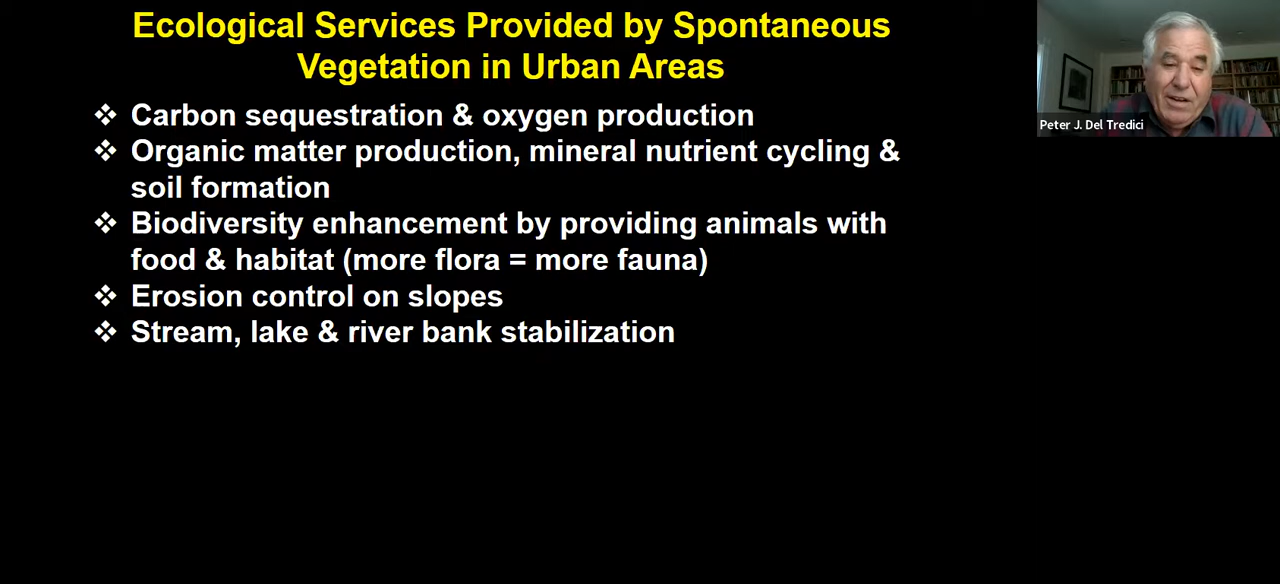 Ecological Services Provided by Spontaneous
Vegetation in Urban Areas
❖ Carbon sequestration & oxygen production
❖ Organic matter production, mineral nutrient cycling &
soil formation
❖ Biodiversity enhancement by providing animals with
food & habitat (more flora = more fauna)
❖ Erosion control on slopes
❖ Stream, lake & river bank stabilization
Peter J. Del Tredici